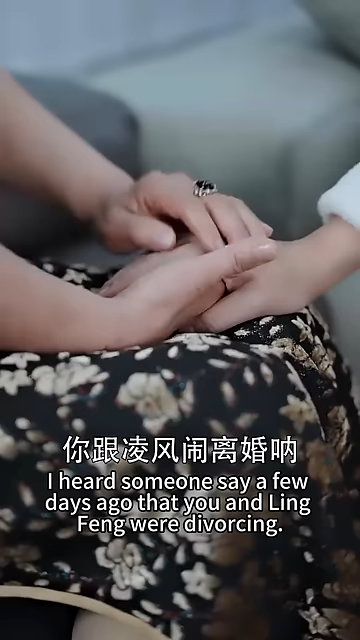 你跟凌风闹离婚呐
I heard someone say a few
days ago that you and Ling
Feng were divorcing.